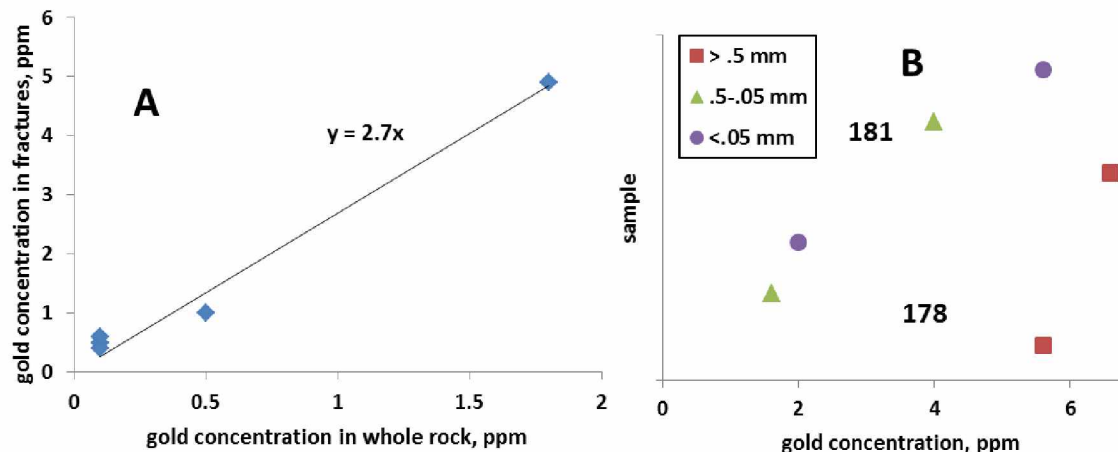 gold concentration in fractures, ppm
6
5
4
3
2
1
0
A
y = 2.7x
0
0.5
1
1.5
2
gold concentration in whole rock, ppm
B
> .5 mm
.5-.05 mm
<.05 mm
181
178
sample
0
2
4
6
gold concentration, ppm